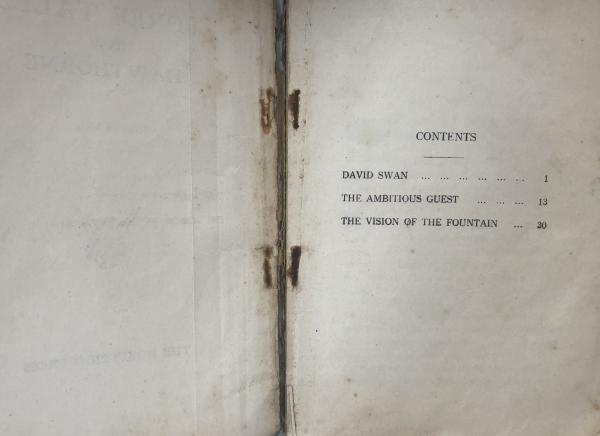 CONTENTS
DAVID SWAN ... ... ... ... ... ... 1
THE AMBITIOUS GUEST ... ... ... 13
THE VISION OF THE FOUNTAIN ... 30